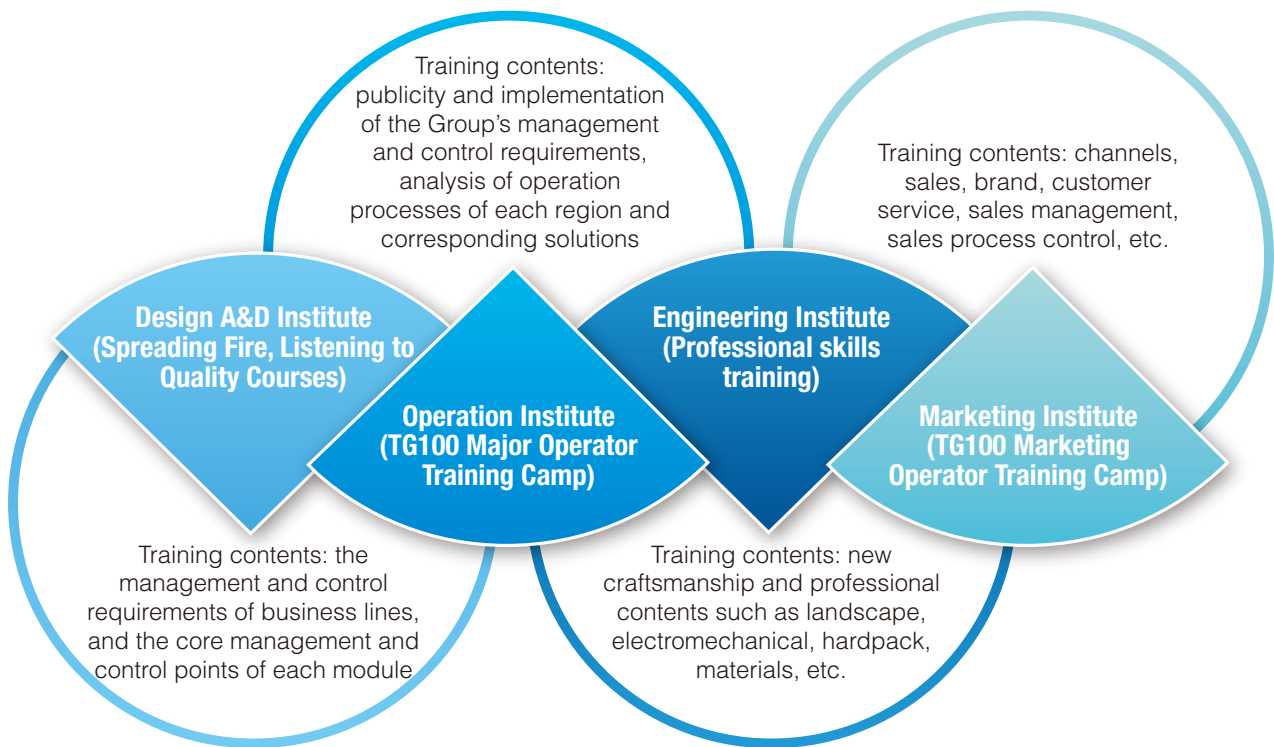 Training contents:
publicity and implementation
of the Group's management
and control requirements,
analysis of operation
processes of each region and
corresponding solutions
Training contents: channels,
sales, brand, customer
service, sales management,
sales process control, etc.
Design A&D Institute
(Spreading Fire, Listening to
Quality Courses)
Engineering Institute
(Professional skills
training)
Operation Institute
(TG100 Major Operator
Training Camp)
Marketing Institute
(TG100 Marketing
Operator Training Camp)
Training contents: the
management and control
requirements of business lines,
and the core management and
control points of each module
Training contents: new
craftsmanship and professional
contents such as landscape,
electromechanical, hardpack,
materials, etc.